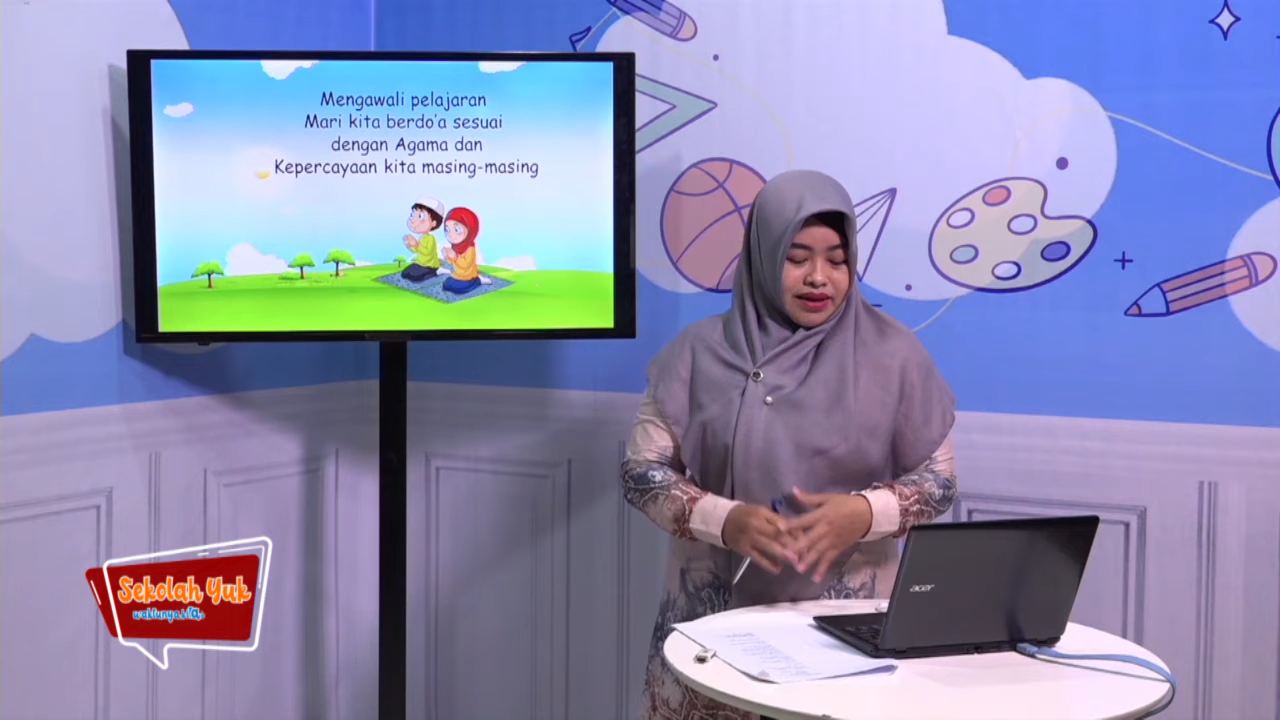 Mengawali pelajaran
Mari kita berdo'a sesuai
dengan Agama dan
Kepercayaan kita masing-masing
Sekolah Yuk
acer